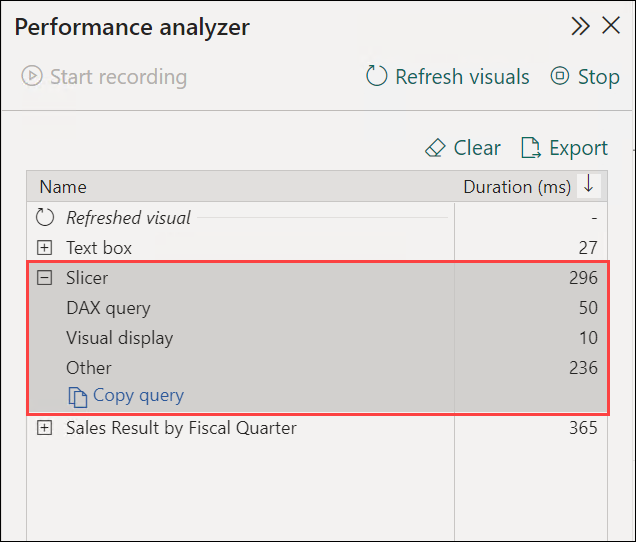 Performance analyzer
Start recording Refresh visuals Stop
Clear Export
Name Duration (ms)
Refreshed visual -
Text box 27
Slicer 296
DAX query 50
Visual display 10
Other 236
Copy query
Sales Result by Fiscal Quarter 365